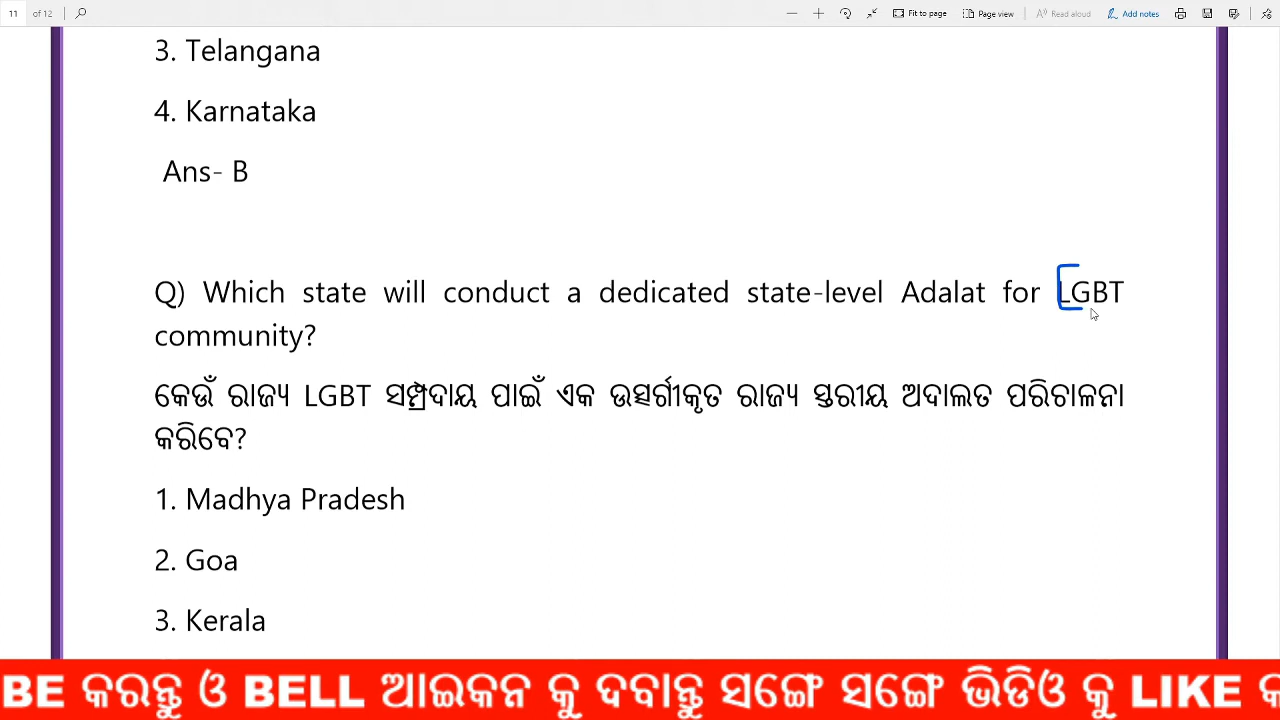 11 of 12 Fit to page Page view Read aloud Add notes
3. Telangana
4. Karnataka
Ans- B
Q) Which state will conduct a dedicated state-level Adalat for LGBT
community?
କେଉଁ ରାଜ୍ୟ LGBT ସମ୍ପ୍ରଦାୟ ପାଇଁ ଏକ ଉତ୍ସର୍ଗୀକୃତ ରାଜ୍ୟ ସ୍ତରୀୟ ଅଦାଲତ ପରିଚାଳନା
କରିବେ?
1. Madhya Pradesh
2. Goa
3. Kerala
BE କରନ୍ତୁ ଓ BELL ଆଇକନ କୁ ଦବାନ୍ତୁ ସଙ୍ଗେ ସଙ୍ଗେ ଭିଡିଓ କୁ LIKE କ